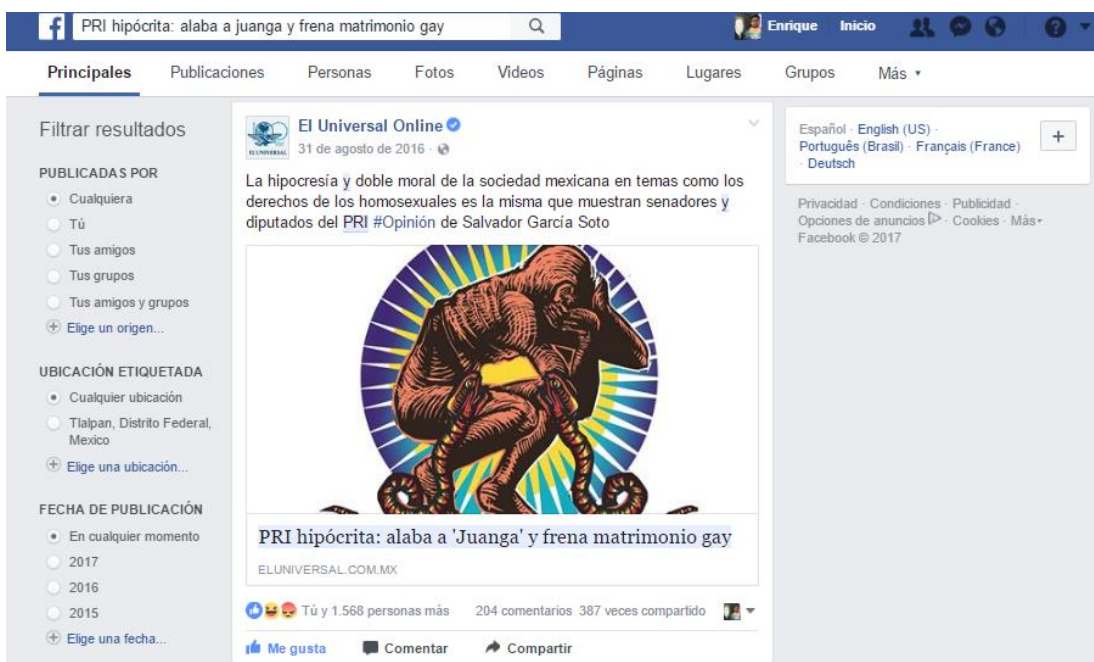 PRI hipócrita: alaba a juanga y frena matrimonio gay
Enrique Inicio
Principales Publicaciones Personas Fotos Videos Páginas Lugares Grupos Más
Filtrar resultados
PUBLICADAS POR
Cualquiera
Tú
Tus amigos
Tus grupos
Tus amigos y grupos
Elige un origen...
UBICACIÓN ETIQUETADA
Cualquier ubicación
Tlalpan, Distrito Federal,
Mexico
Elige una ubicación...
FECHA DE PUBLICACIÓN
En cualquier momento
2017
2016
2015
Elige una fecha...
EL UNIVERSAL
El Universal Online
31 de agosto de 2016 ·
La hipocresía y doble moral de la sociedad mexicana en temas como los
derechos de los homosexuales es la misma que muestran senadores y
diputados del PRI #Opinión de Salvador García Soto
PRI hipócrita: alaba a 'Juanga' y frena matrimonio gay
ELUNIVERSAL.COM.MX
Tú y 1.568 personas más 204 comentarios 387 veces compartido
Me gusta Comentar Compartir
Español · English (US) ·
Português (Brasil) · Français (France)
· Deutsch
Privacidad · Condiciones · Publicidad ·
Opciones de anuncios · Cookies · Más
Facebook © 2017